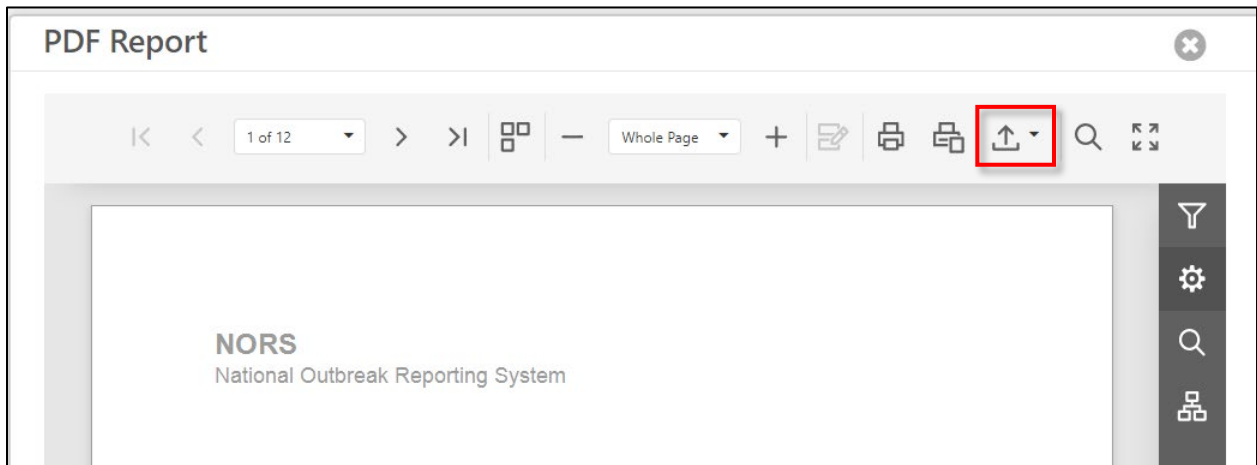 PDF Report
1 of 12
Whole Page
NORS
National Outbreak Reporting System